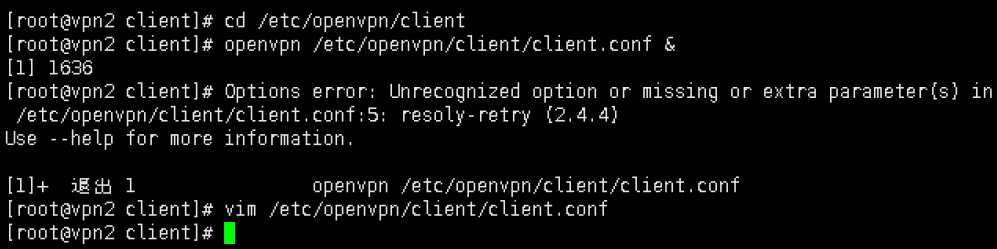 [root@vpn2 client]# cd /etc/openvpn/client
[root@vpn2 client]# openvpn /etc/openvpn/client/client.conf &
[1] 1636
[root@vpn2 client]# Options error: Unrecognized option or missing or extra parameter(s) in
 /etc/openvpn/client/client.conf:5: resoly-retry (2.4.4)
Use --help for more information.
[1]+  退出 1                openvpn /etc/openvpn/client/client.conf
[root@vpn2 client]# vim /etc/openvpn/client/client.conf
[root@vpn2 client]#